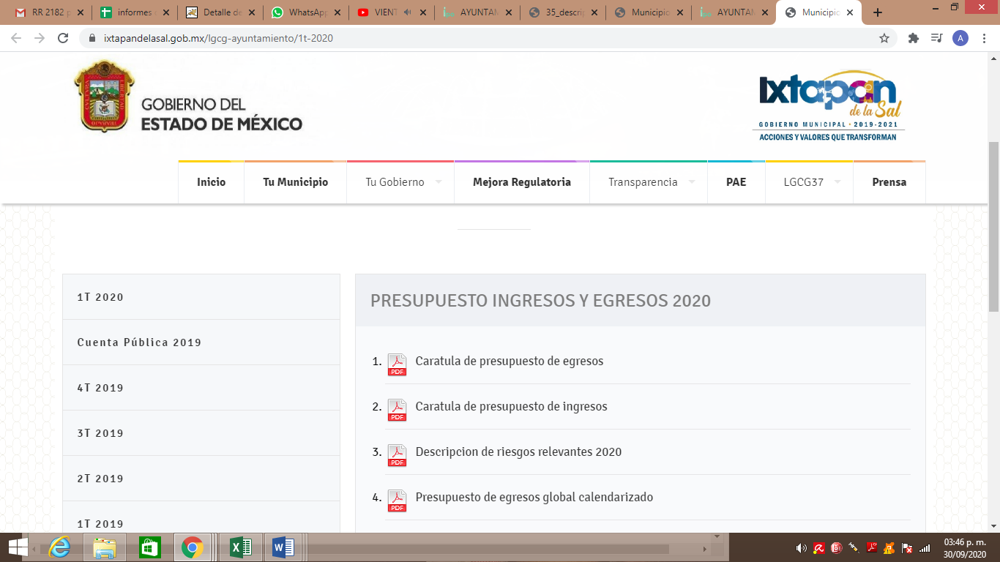 RR 2182 p
informes
Detalle de
WhatsApp
VIENT
AYUNTAM
35_descrip
Municipio
AYUNTAM
Municipio
ixtapandelasal.gob.mx/lgcg-ayuntamiento/1t-2020
A
GOBIERNO DEL
ESTADO DE MÉXICO
Ixtapan
de la Sal
GOBIERNO MUNICIPAL · 2019-2021
ACCIONES Y VALORES QUE TRANSFORMAN
Inicio
Tu Municipio
Tu Gobierno
Mejora Regulatoria
Transparencia
PAE
LGCG37
Prensa
1T 2020
Cuenta Pública 2019
4T 2019
3T 2019
2T 2019
1T 2019
PRESUPUESTO INGRESOS Y EGRESOS 2020
1. PDF Caratula de presupuesto de egresos
2. PDF Caratula de presupuesto de ingresos
3. PDF Descripcion de riesgos relevantes 2020
4. PDF Presupuesto de egresos global calendarizado
03:46 p. m.
30/09/2020